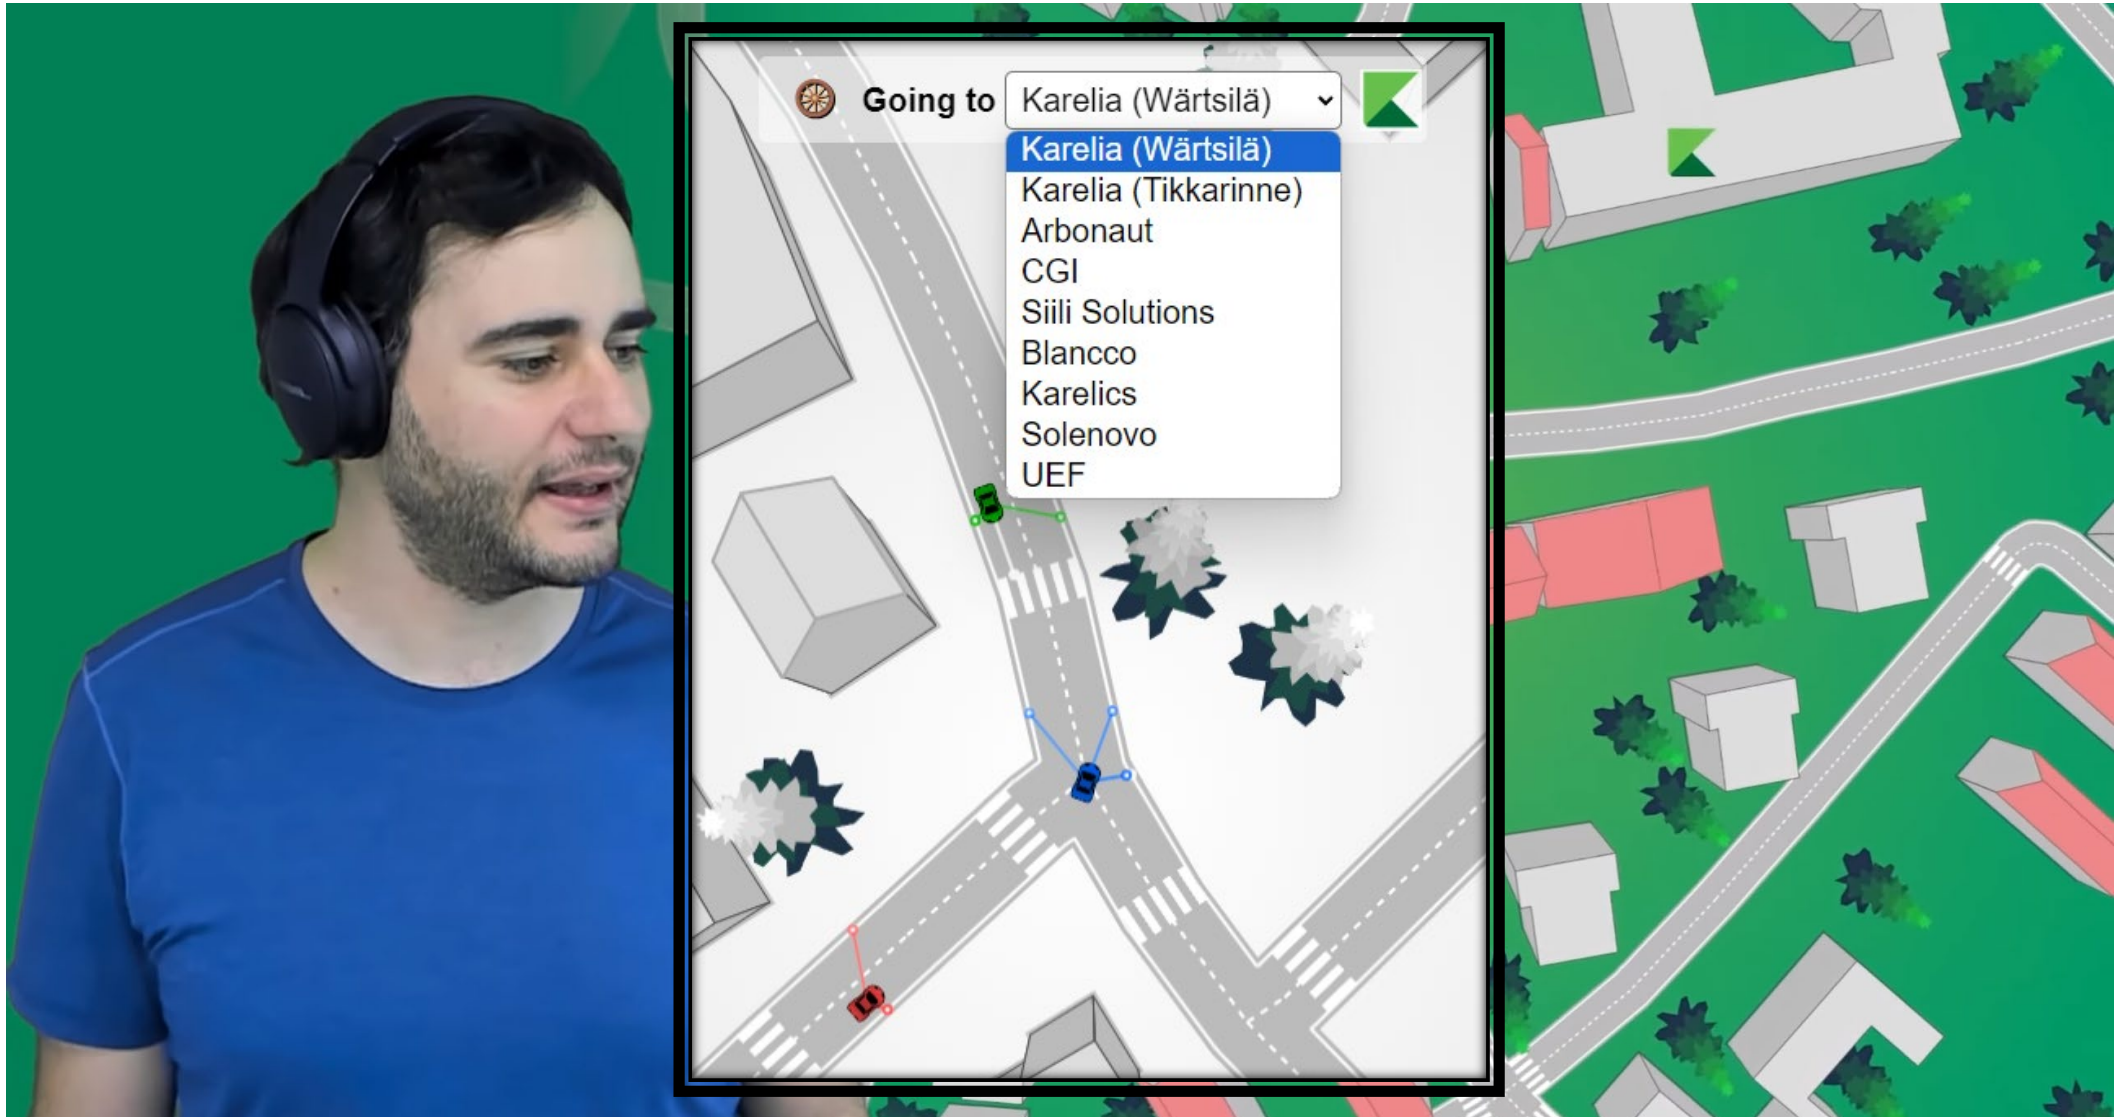 Going to Karelia (Wärtsilä)
Karelia (Wärtsilä)
Karelia (Tikkarinne)
Arbonaut
CGI
Siili Solutions
Blancco
Karelics
Solenovo
UEF